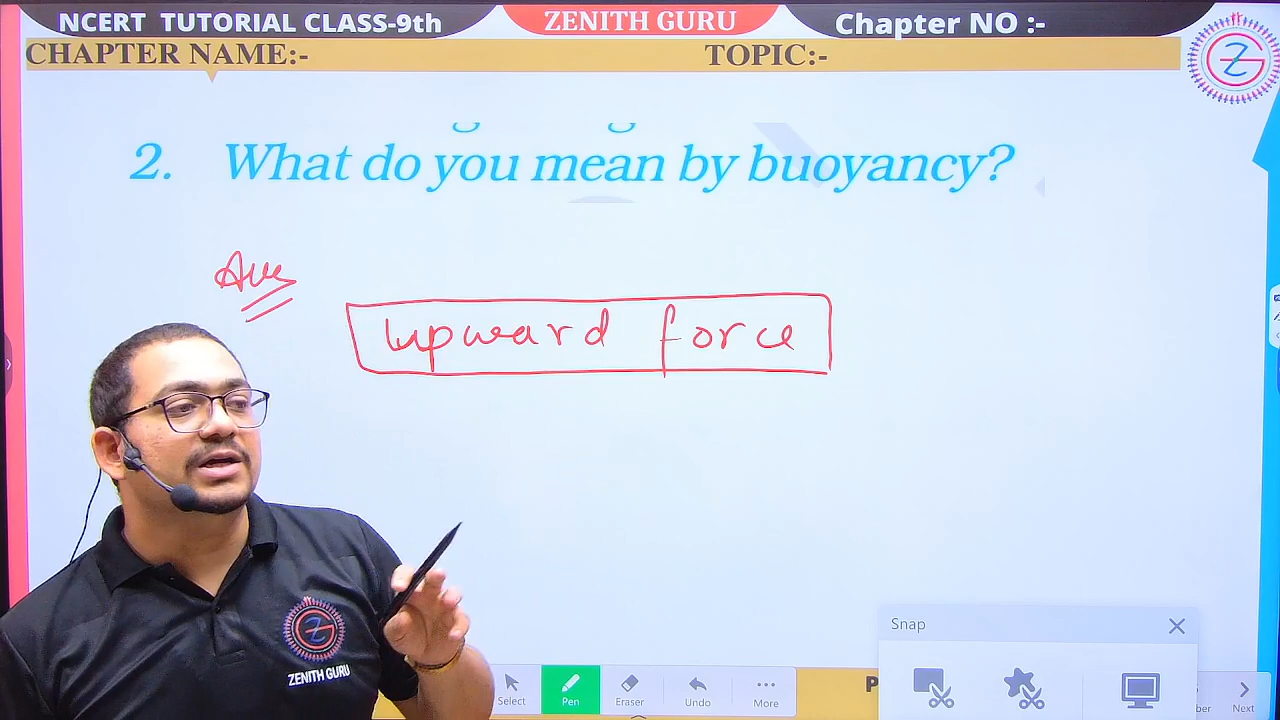 NCERT TUTORIAL CLASS-9th
ZENITH GURU
Chapter NO :-
CHAPTER NAME:-
TOPIC:-
2. What do you mean by buoyancy?
Ans
upward force
ZENITH GURU
Snap
Select
Pen
Eraser
Undo
More
Next